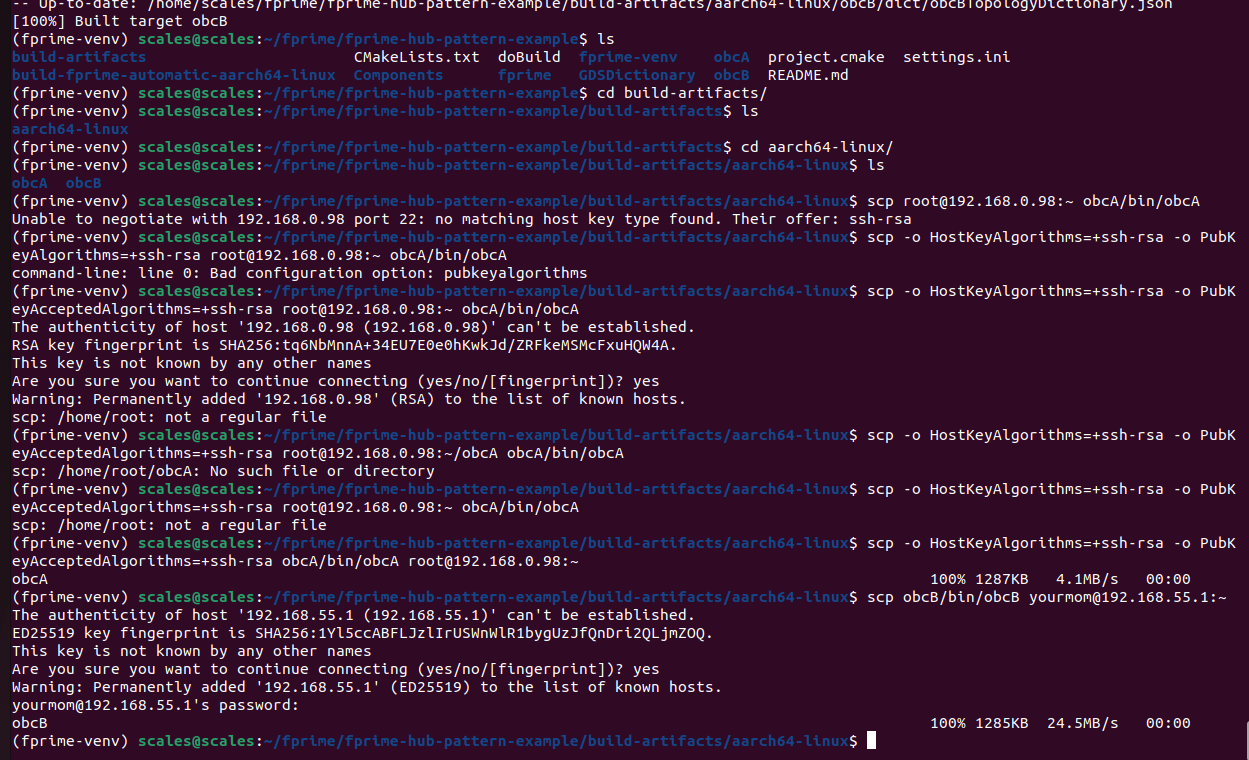 -- Up-to-date: /home/scales/fprime/fprime-hub-pattern-example/build-artifacts/aarch64-linux/obcB/dict/obcBTopologyDictionary.json
[100%] Built target obcB
(fprime-venv) scales@scales:~/fprime/fprime-hub-pattern-example$ ls
build-artifacts CMakeLists.txt doBuild fprime-venv obcA project.cmake settings.ini
build-fprime-automatic-aarch64-linux Components fprime GDSDictionary obcB README.md
(fprime-venv) scales@scales:~/fprime/fprime-hub-pattern-example$ cd build-artifacts/
(fprime-venv) scales@scales:~/fprime/fprime-hub-pattern-example/build-artifacts$ ls
aarch64-linux
(fprime-venv) scales@scales:~/fprime/fprime-hub-pattern-example/build-artifacts$ cd aarch64-linux/
(fprime-venv) scales@scales:~/fprime/fprime-hub-pattern-example/build-artifacts/aarch64-linux$ ls
obcA obcB
(fprime-venv) scales@scales:~/fprime/fprime-hub-pattern-example/build-artifacts/aarch64-linux$ scp root@192.168.0.98:~ obcA/bin/obcA
Unable to negotiate with 192.168.0.98 port 22: no matching host key type found. Their offer: ssh-rsa
(fprime-venv) scales@scales:~/fprime/fprime-hub-pattern-example/build-artifacts/aarch64-linux$ scp -o HostKeyAlgorithms=+ssh-rsa -o PubK
eyAlgorithms=+ssh-rsa root@192.168.0.98:~ obcA/bin/obcA
command-line: line 0: Bad configuration option: pubkeyalgorithms
(fprime-venv) scales@scales:~/fprime/fprime-hub-pattern-example/build-artifacts/aarch64-linux$ scp -o HostKeyAlgorithms=+ssh-rsa -o PubK
eyAcceptedAlgorithms=+ssh-rsa root@192.168.0.98:~ obcA/bin/obcA
The authenticity of host '192.168.0.98 (192.168.0.98)' can't be established.
RSA key fingerprint is SHA256:tq6NbMnnA+34EU7E0e0hKwkJd/ZRFkeMSMcFxuHQW4A.
This key is not known by any other names
Are you sure you want to continue connecting (yes/no/[fingerprint])? yes
Warning: Permanently added '192.168.0.98' (RSA) to the list of known hosts.
scp: /home/root: not a regular file
(fprime-venv) scales@scales:~/fprime/fprime-hub-pattern-example/build-artifacts/aarch64-linux$ scp -o HostKeyAlgorithms=+ssh-rsa -o PubK
eyAcceptedAlgorithms=+ssh-rsa root@192.168.0.98:~/obcA obcA/bin/obcA
scp: /home/root/obcA: No such file or directory
(fprime-venv) scales@scales:~/fprime/fprime-hub-pattern-example/build-artifacts/aarch64-linux$ scp -o HostKeyAlgorithms=+ssh-rsa -o PubK
eyAcceptedAlgorithms=+ssh-rsa root@192.168.0.98:~ obcA/bin/obcA
scp: /home/root: not a regular file
(fprime-venv) scales@scales:~/fprime/fprime-hub-pattern-example/build-artifacts/aarch64-linux$ scp -o HostKeyAlgorithms=+ssh-rsa -o PubK
eyAcceptedAlgorithms=+ssh-rsa obcA/bin/obcA root@192.168.0.98:~
obcA 100% 1287KB 4.1MB/s 00:00
(fprime-venv) scales@scales:~/fprime/fprime-hub-pattern-example/build-artifacts/aarch64-linux$ scp obcB/bin/obcB yourmom@192.168.55.1:~
The authenticity of host '192.168.55.1 (192.168.55.1)' can't be established.
ED25519 key fingerprint is SHA256:1Yl5ccABFLJzlIrUSWnWlR1bygUzJfQnDri2QLjmZOQ.
This key is not known by any other names
Are you sure you want to continue connecting (yes/no/[fingerprint])? yes
Warning: Permanently added '192.168.55.1' (ED25519) to the list of known hosts.
yourmom@192.168.55.1's password:
obcB 100% 1285KB 24.5MB/s 00:00
(fprime-venv) scales@scales:~/fprime/fprime-hub-pattern-example/build-artifacts/aarch64-linux$